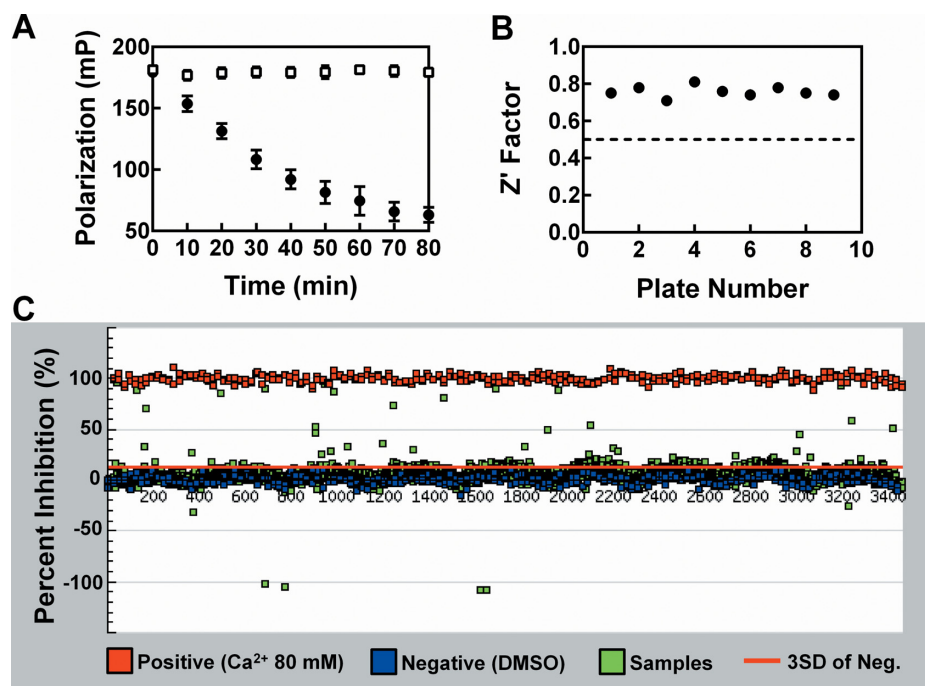 A
Polarization (mP)
200
150
100
50
0 10 20 30 40 50 60 70 80
Time (min)
B
Z' Factor
1.0
0.8
0.6
0.4
0.2
0.0
0 2 4 6 8 10
Plate Number
C
Percent Inhibition (%)
100
50
0
-50
-100
200 400 600 800 1000 1200 1400 1600 1800 2000 2200 2400 2600 2800 3000 3200 3400
Positive (Ca²⁺ 80 mM) Negative (DMSO) Samples 3SD of Neg.